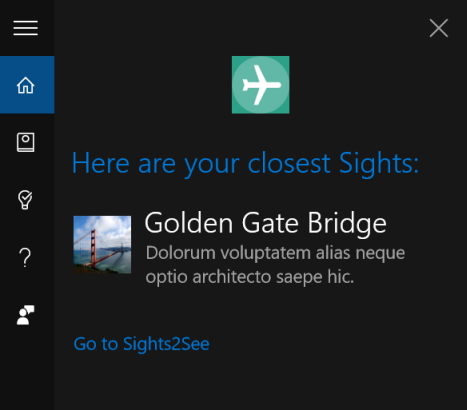 Here are your closest Sights:
Golden Gate Bridge
Dolorum voluptatem alias neque
optio architecto saepe hic.
Go to Sights2See